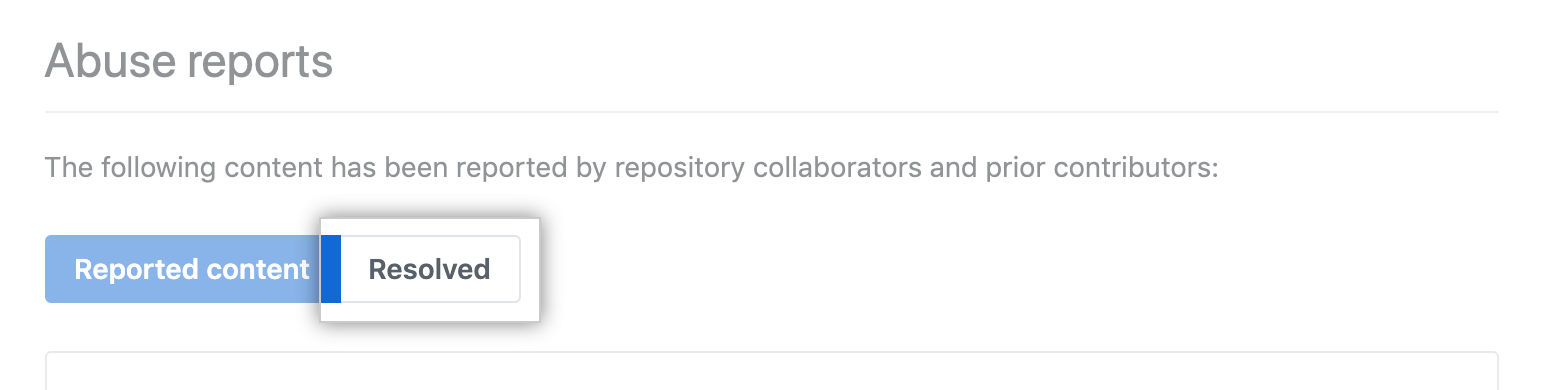 Abuse reports
The following content has been reported by repository collaborators and prior contributors:
Reported content Resolved